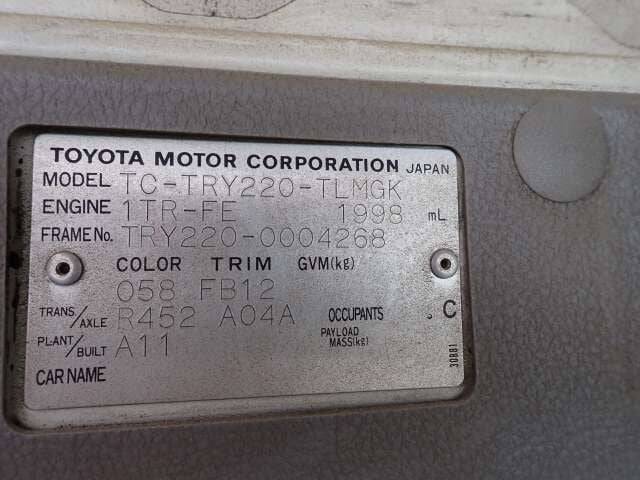 TOYOTA MOTOR CORPORATION JAPAN
MODEL TC-TRY220-TLMGK
ENGINE 1TR-FE 1998 mL
FRAME No. TRY220-0004268
COLOR TRIM GVM(kg)
058 FB12
TRANS/AXLE R452 A04A OCCUPANTS . C
PLANT/BUILT A11 PAYLOAD MASS(kg)
CAR NAME
30881